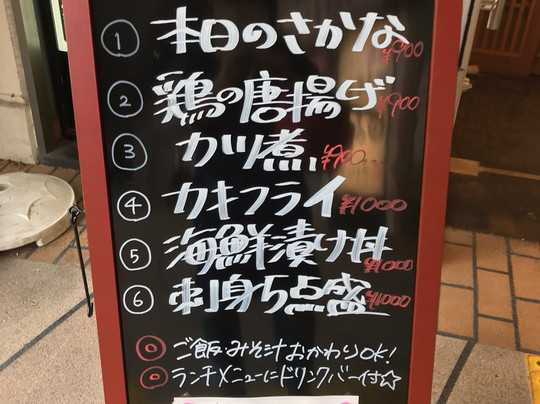 ① 本日のさかな ¥900
② 鶏の唐揚げ ¥900
③ カツ煮 ¥900
④ カキフライ ¥1000
⑤ 海鮮漬け丼 ¥1000
⑥ 刺身5点盛 ¥1000
◎ ご飯・みそ汁おかわりOK!
◎ ランチメニューにドリンクバー付☆